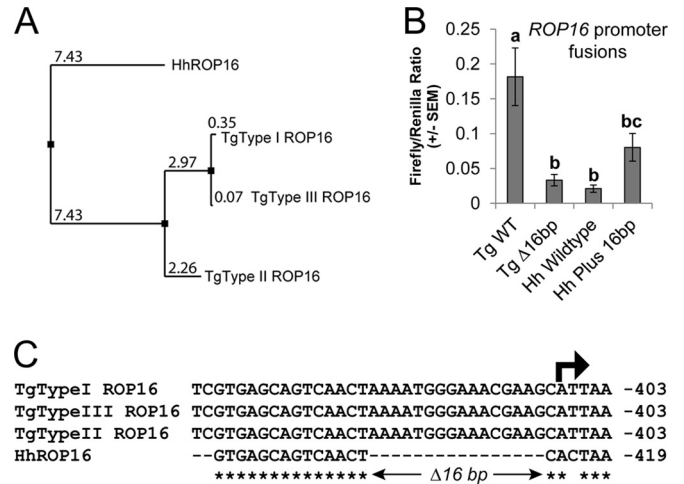 A
7.43
HhROP16
0.35
TgType I ROP16
2.97
0.07 TgType III ROP16
7.43
2.26
TgType II ROP16
B
ROP16 promoter
fusions
Firefly/Renilla Ratio
(+/- SEM)
0.25
0.2
0.15
0.1
0.05
0
a
b
b
bc
Tg WT
Tg Δ16bp
Hh Wildtype
Hh Plus 16bp
C
TgTypeI ROP16 TCGTGAGCAGTCAACTAAAATGGGAAACGAAGCATTAA -403
TgTypeIII ROP16 TCGTGAGCAGTCAACTAAAATGGGAAACGAAGCATTAA -403
TgTypeII ROP16 TCGTGAGCAGTCAACTAAAATGGGAAACGAAGCATTAA -403
HhROP16 --GTGAGCAGTCAACT----------------CACTAA -419
************** Δ16 bp ** ***